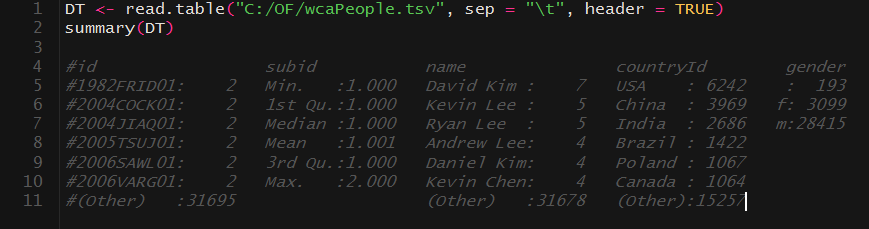 1 DT <- read.table("C:/OF/wcaPeople.tsv", sep = "\t", header = TRUE)
2 summary(DT)
3
4 #id subid name countryId gender
5 #1982FRID01: 2 Min. :1.000 David Kim : 7 USA : 6242 : 193
6 #2004COCK01: 2 1st Qu.:1.000 Kevin Lee : 5 China : 3969 f: 3099
7 #2004JIAQ01: 2 Median :1.000 Ryan Lee : 5 India : 2686 m:28415
8 #2005TSUJ01: 2 Mean :1.001 Andrew Lee: 4 Brazil : 1422
9 #2006SAWL01: 2 3rd Qu.:1.000 Daniel Kim: 4 Poland : 1067
10 #2006VARG01: 2 Max. :2.000 Kevin Chen: 4 Canada : 1064
11 #(Other) :31695 (Other) :31678 (Other):15257